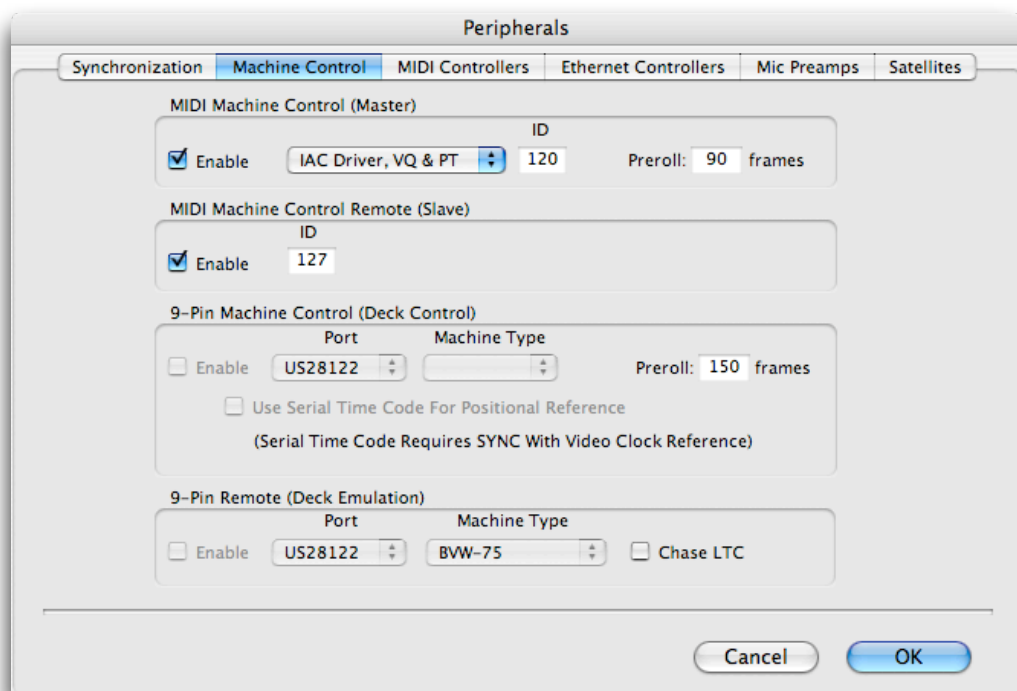 Peripherals
Synchronization Machine Control MIDI Controllers Ethernet Controllers Mic Preamps Satellites
MIDI Machine Control (Master)
ID
Enable IAC Driver, VQ & PT 120 Preroll: 90 frames
MIDI Machine Control Remote (Slave)
ID
Enable 127
9-Pin Machine Control (Deck Control)
Port Machine Type
Enable US28122 Preroll: 150 frames
Use Serial Time Code For Positional Reference
(Serial Time Code Requires SYNC With Video Clock Reference)
9-Pin Remote (Deck Emulation)
Port Machine Type
Enable US28122 BVW-75 Chase LTC
Cancel OK